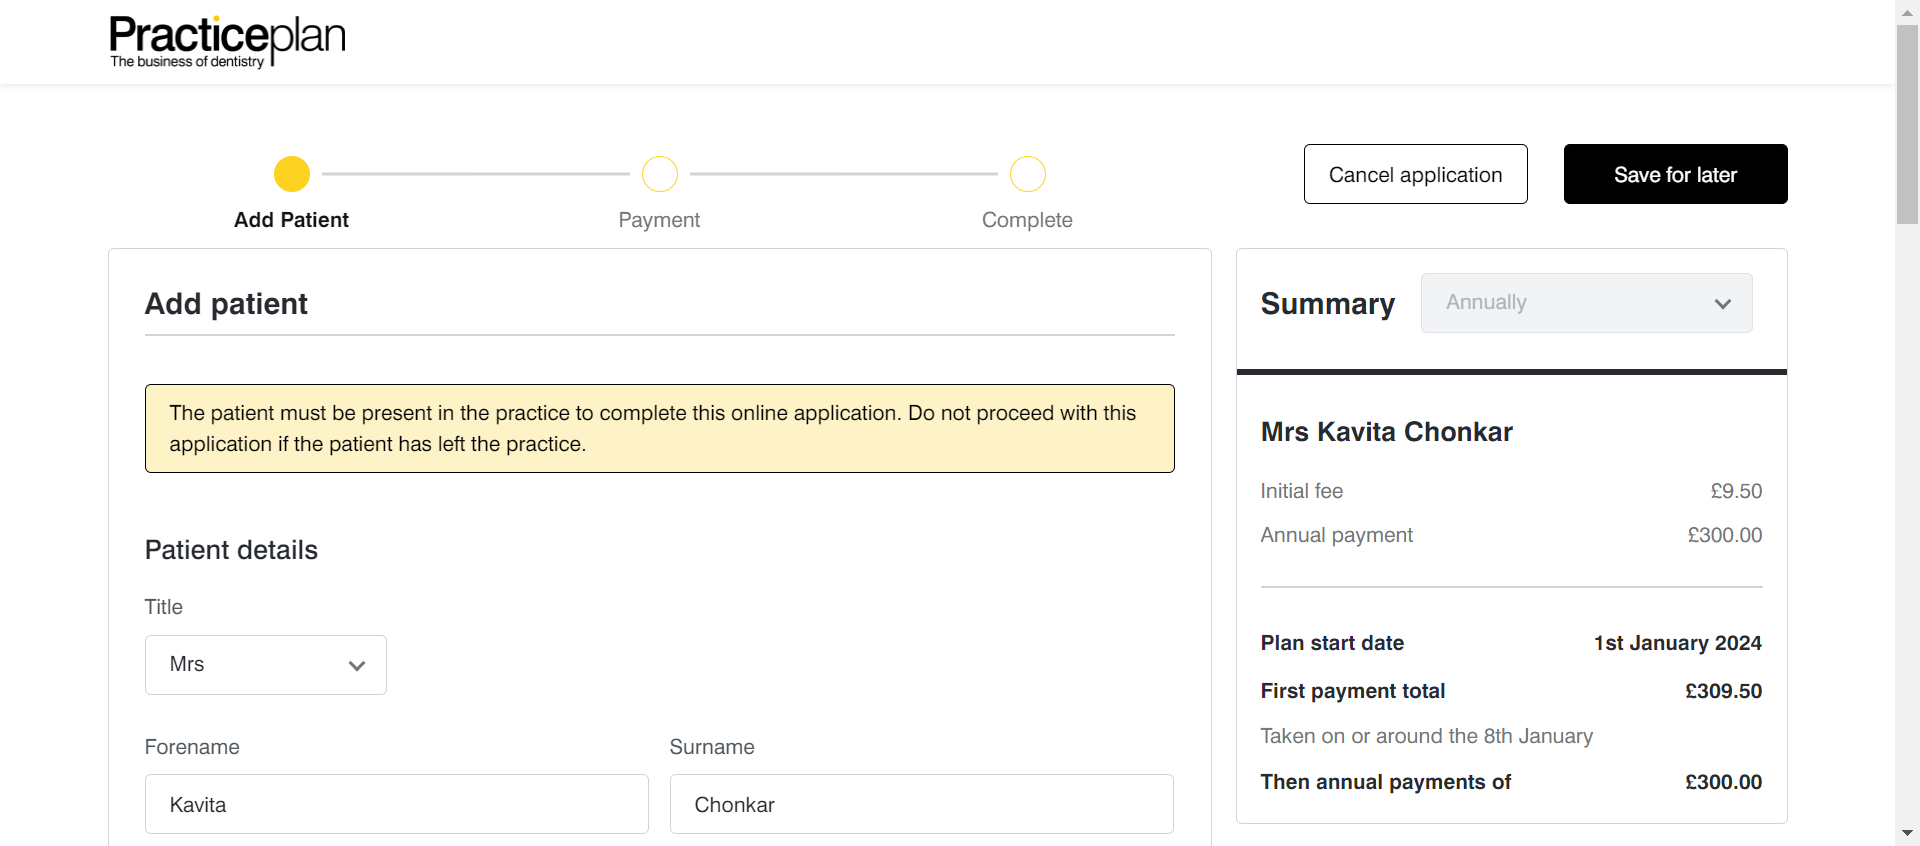 Practiceplan
The business of dentistry
Add Patient
Payment
Complete
Cancel application
Save for later
Add patient
The patient must be present in the practice to complete this online application. Do not proceed with this
application if the patient has left the practice.
Patient details
Title
Mrs
Forename
Surname
Kavita
Chonkar
Summary
Annually
Mrs Kavita Chonkar
Initial fee £9.50
Annual payment £300.00
Plan start date 1st January 2024
First payment total £309.50
Taken on or around the 8th January
Then annual payments of £300.00